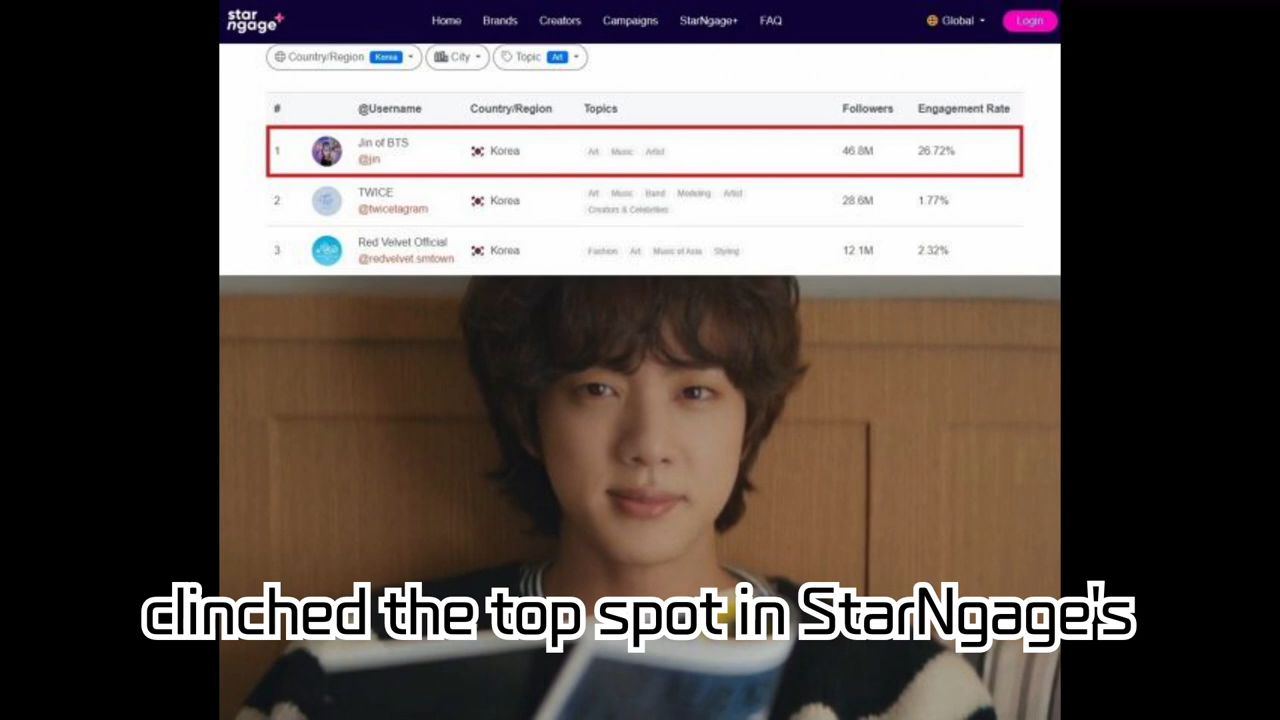 star
ngage+
Home Brands Creators Campaigns StarNgage+ FAQ Global Login
Country/Region Korea City Topic Art
# @Username Country/Region Topics Followers Engagement Rate
1 Jin of BTS @jin Korea Art Music Artist 46.8M 26.72%
2 TWICE @twicetagram Korea Art Music Band Modeling Artist Creators & Celebrities 28.6M 1.77%
3 Red Velvet Official @redvelvet.smtown Korea Fashion Art Music of Asia Styling 12.1M 2.32%
clinched the top spot in StarNgage's